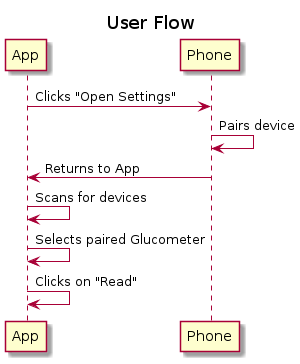 User Flow
App
Phone
Clicks "Open Settings"
Pairs device
Returns to App
Scans for devices
Selects paired Glucometer
Clicks on "Read"
App
Phone